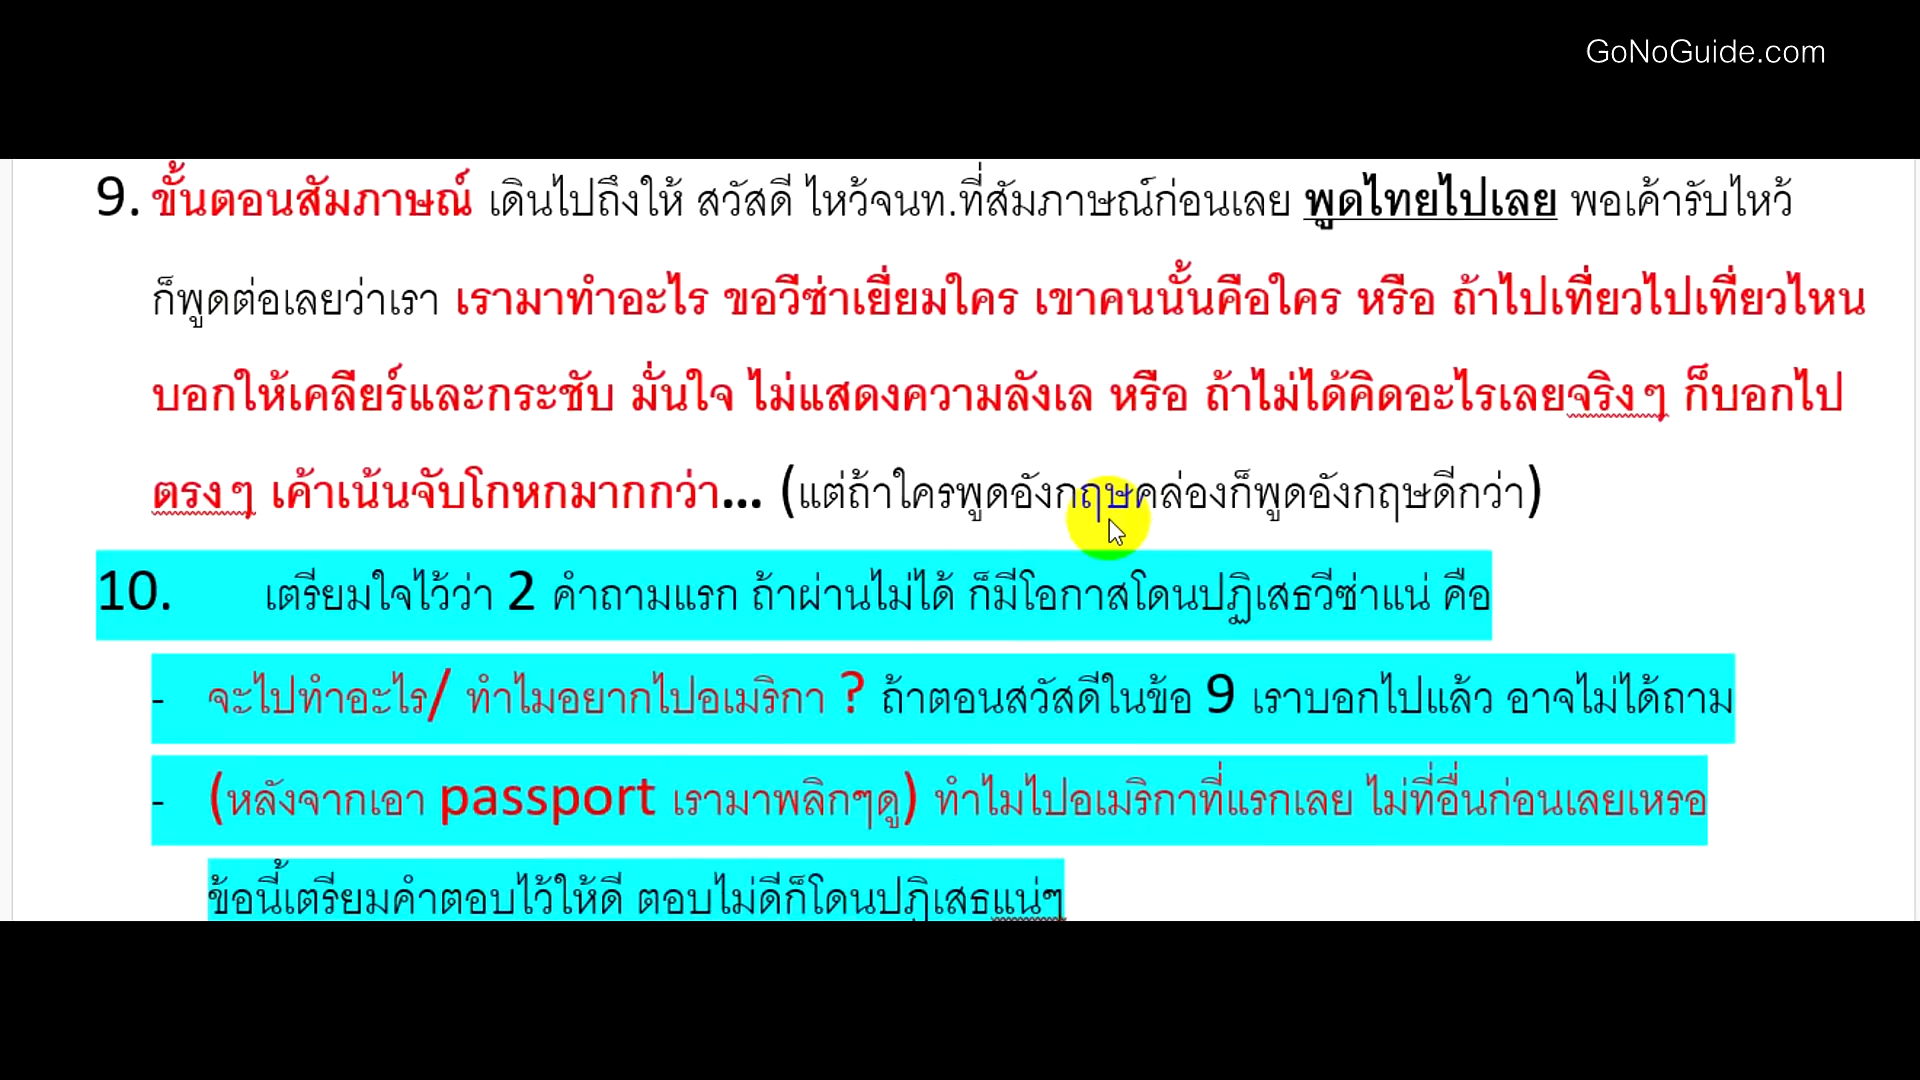 GoNoGuide.com
9. ขั้นตอนสัมภาษณ์ เดินไปถึงให้ สวัสดี ไหว้จนท.ที่สัมภาษณ์ก่อนเลย พูดไทยไปเลย พอเค้ารับไหว้
ก็พูดต่อเลยว่าเรา เรามาทำอะไร ขอวีซ่าเยี่ยมใคร เขาคนนั้นคือใคร หรือ ถ้าไปเที่ยวไปเที่ยวไหน
บอกให้เคลียร์และกระชับ มั่นใจ ไม่แสดงความลังเล หรือ ถ้าไม่ได้คิดอะไรเลยจริงๆ ก็บอกไป
ตรงๆ เค้าเน้นจับโกหกมากกว่า... (แต่ถ้าใครพูดอังกฤษคล่องก็พูดอังกฤษดีกว่า)
10. เตรียมใจไว้ว่า 2 คำถามแรก ถ้าผ่านไม่ได้ ก็มีโอกาสโดนปฏิเสธวีซ่าแน่ คือ
- จะไปทำอะไร/ ทำไมอยากไปอเมริกา ? ถ้าตอนสวัสดีในข้อ 9 เราบอกไปแล้ว อาจไม่ได้ถาม
- (หลังจากเอา passport เรามาพลิกๆดู) ทำไมไปอเมริกาที่แรกเลย ไม่ที่อื่นก่อนเลยเหรอ
ข้อนี้เตรียมคำตอบไว้ให้ดี ตอบไม่ดีก็โดนปฏิเสธแน่ๆ